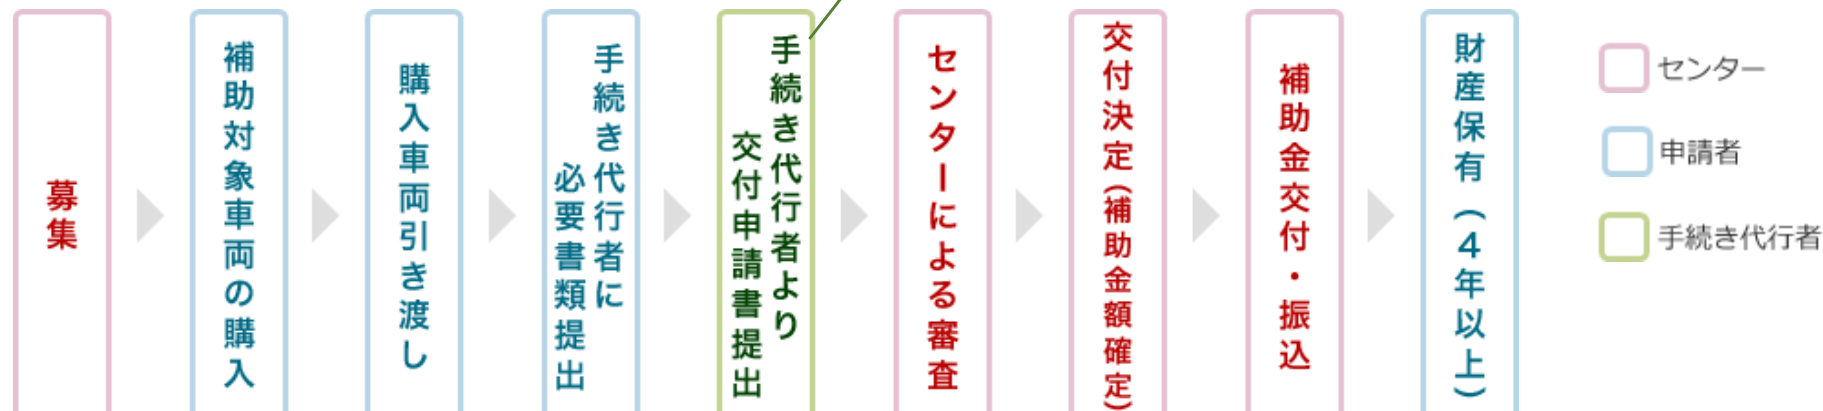 募集
補助対象車両の購入
購入車両引き渡し
手続き代行者に
必要書類提出
手続き代行者より
交付申請書提出
センターによる審査
交付決定(補助金額確定)
補助金交付・振込
財産保有(4年以上)
センター
申請者
手続き代行者